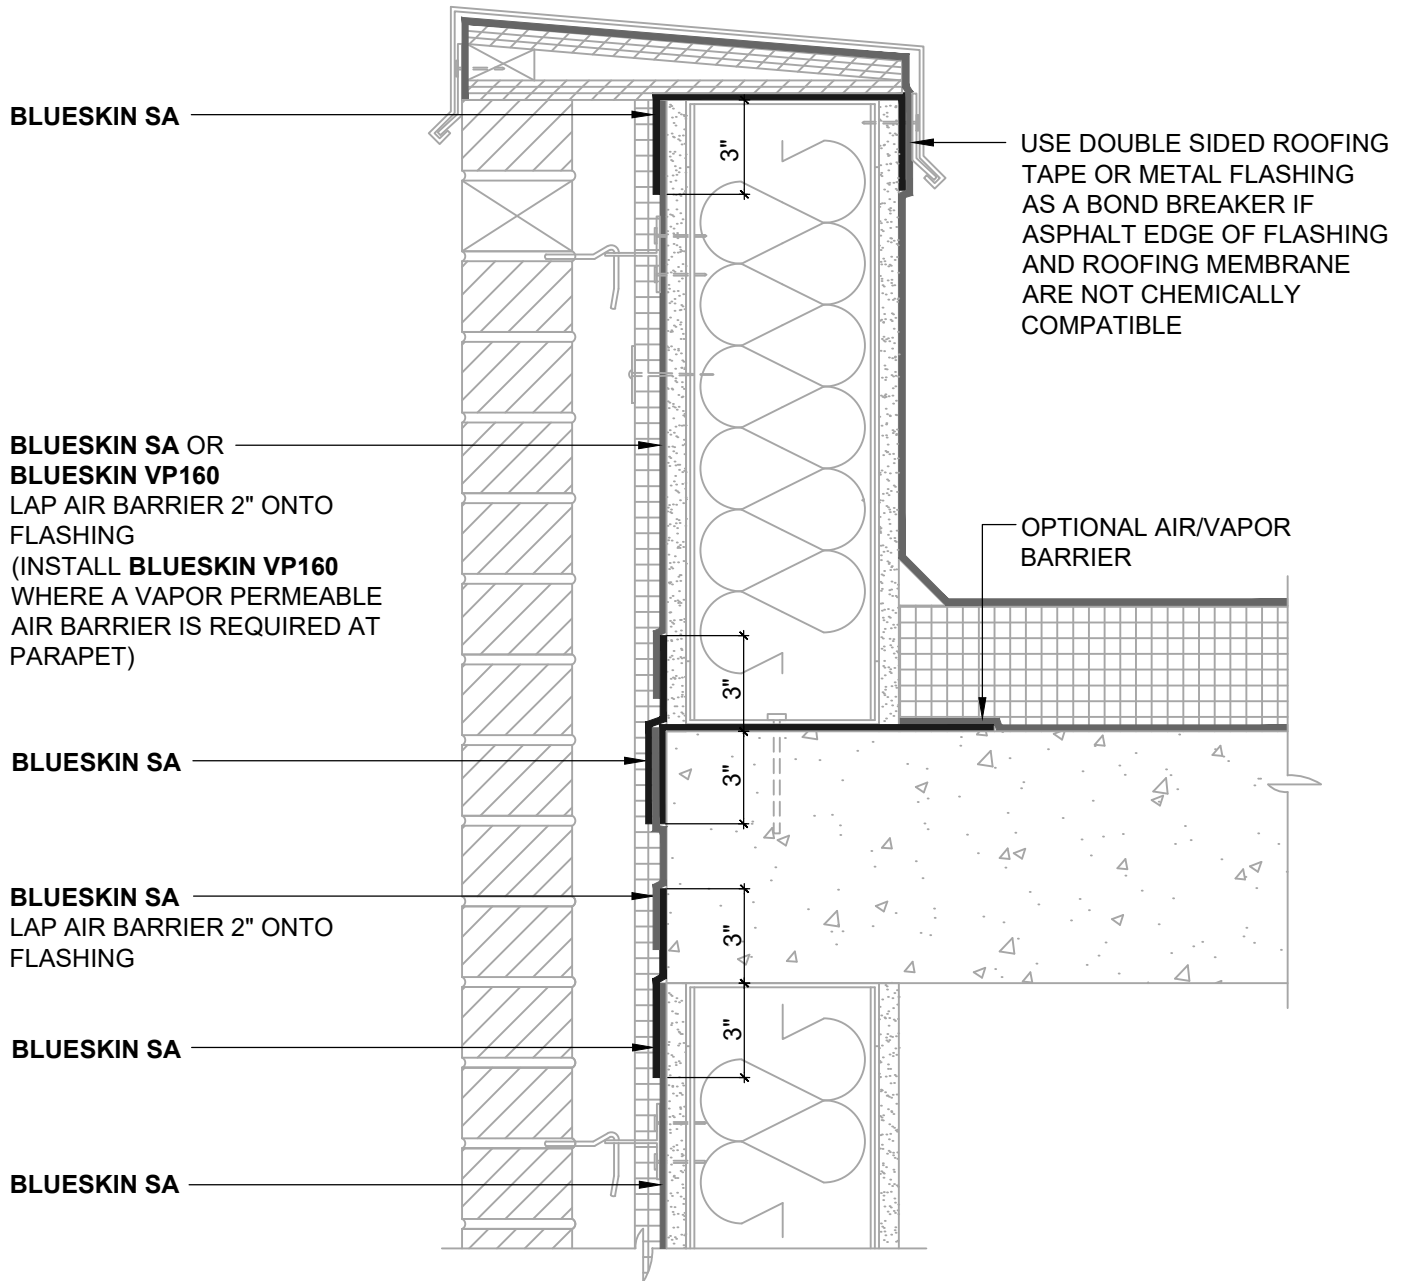 BLUESKIN SA
3"
USE DOUBLE SIDED ROOFING
TAPE OR METAL FLASHING
AS A BOND BREAKER IF
ASPHALT EDGE OF FLASHING
AND ROOFING MEMBRANE
ARE NOT CHEMICALLY
COMPATIBLE
BLUESKIN SA OR
BLUESKIN VP160
LAP AIR BARRIER 2" ONTO
FLASHING
(INSTALL BLUESKIN VP160
WHERE A VAPOR PERMEABLE
AIR BARRIER IS REQUIRED AT
PARAPET)
OPTIONAL AIR/VAPOR
BARRIER
3"
BLUESKIN SA
3"
BLUESKIN SA
LAP AIR BARRIER 2" ONTO
FLASHING
3"
BLUESKIN SA
3"
BLUESKIN SA